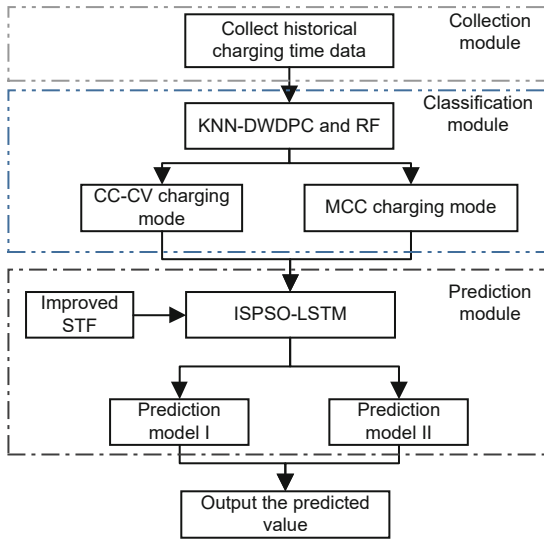 Collect historical
charging time data
Collection
module
Classification
module
KNN-DWDPC and RF
CC-CV charging
mode
MCC charging mode
Prediction
module
Improved
STF
ISPSO-LSTM
Prediction
model I
Prediction
model II
Output the predicted
value